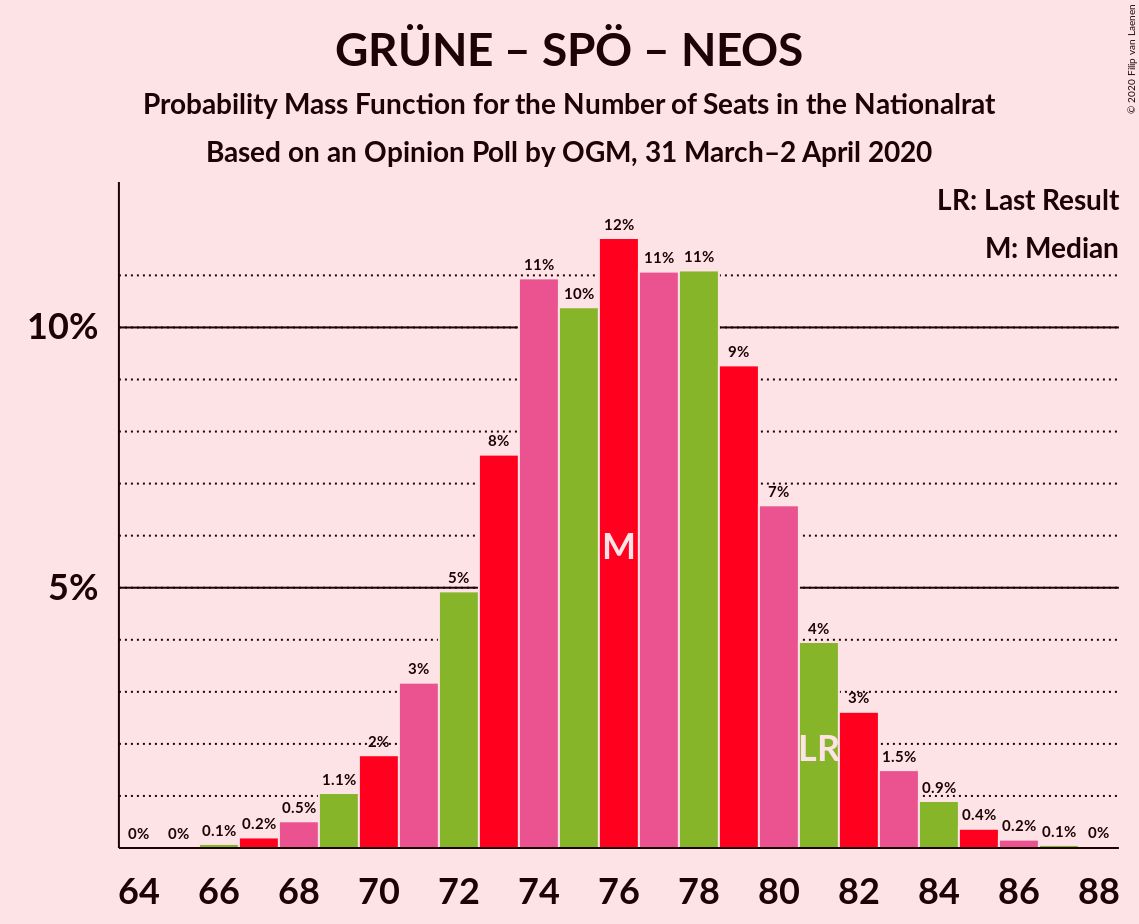 GRÜNE – SPÖ – NEOS
Probability Mass Function for the Number of Seats in the Nationalrat
Based on an Opinion Poll by OGM, 31 March–2 April 2020
© 2020 Filip van Laenen
LR: Last Result
M: Median
10%
5%
0% 0% 0.1% 0.2% 0.5% 1.1% 2% 3% 5% 8% 11% 10% 12% 11% 11% 9% 7% 4% 3% 1.5% 0.9% 0.4% 0.2% 0.1% 0%
M
LR
64 66 68 70 72 74 76 78 80 82 84 86 88